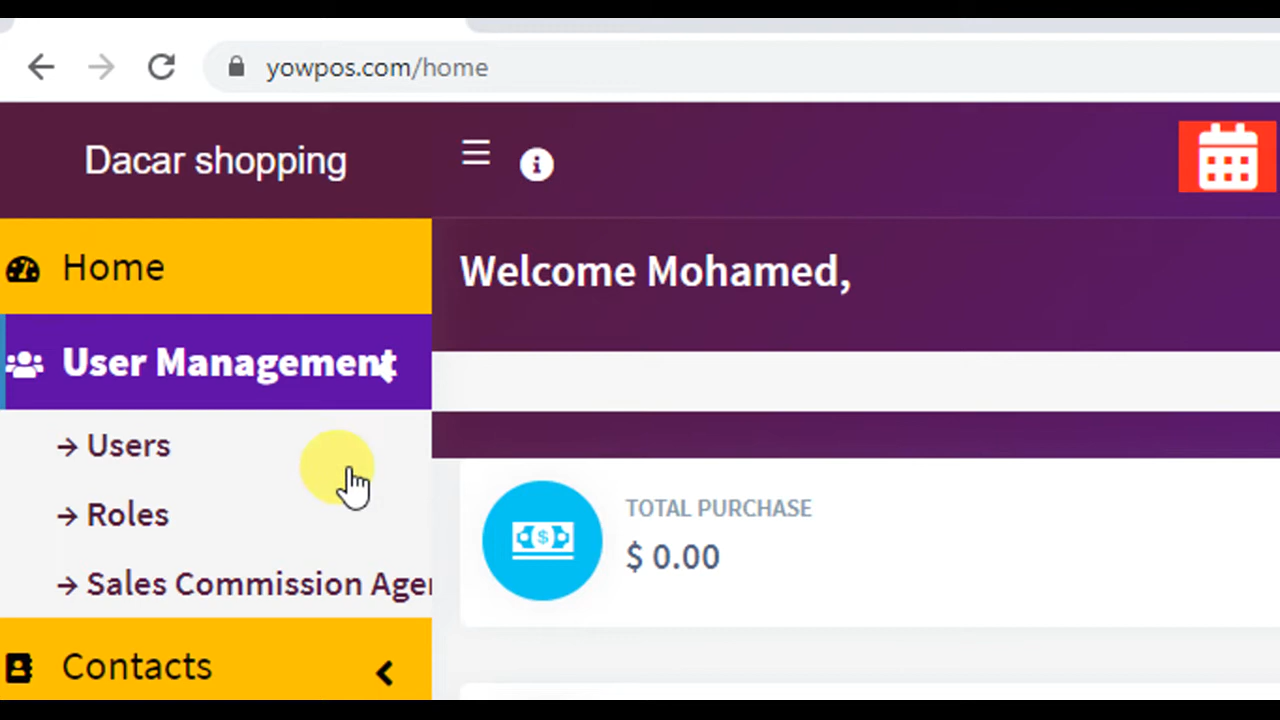 yowpos.com/home
Dacar shopping
Home
Welcome Mohamed,
User Management
Users
Roles
Sales Commission Agen
TOTAL PURCHASE
$ 0.00
Contacts